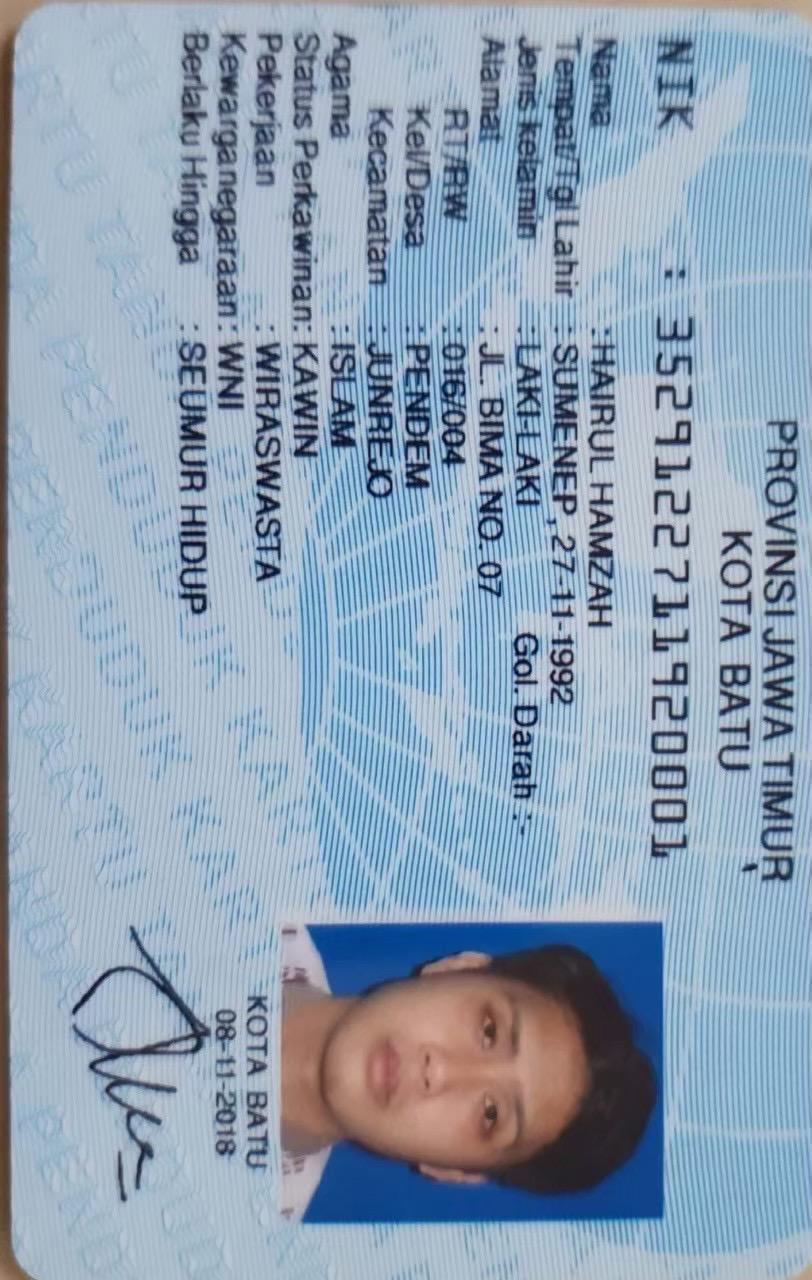 PROVINSI JAWA TIMUR
KOTA BATU
NIK : 3529122711920001
Nama : HAIRUL HAMZAH
Tempat/Tgl Lahir : SUMENEP, 27-11-1992
Jenis kelamin : LAKI-LAKI Gol. Darah :-
Alamat : JL. BIMA NO. 07
RT/RW : 016/004
Kel/Desa : PENDEM
Kecamatan : JUNREJO
Agama : ISLAM
Status Perkawinan: KAWIN
Pekerjaan : WIRASWASTA
Kewarganegaraan: WNI
Berlaku Hingga : SEUMUR HIDUP
KOTA BATU
08-11-2018